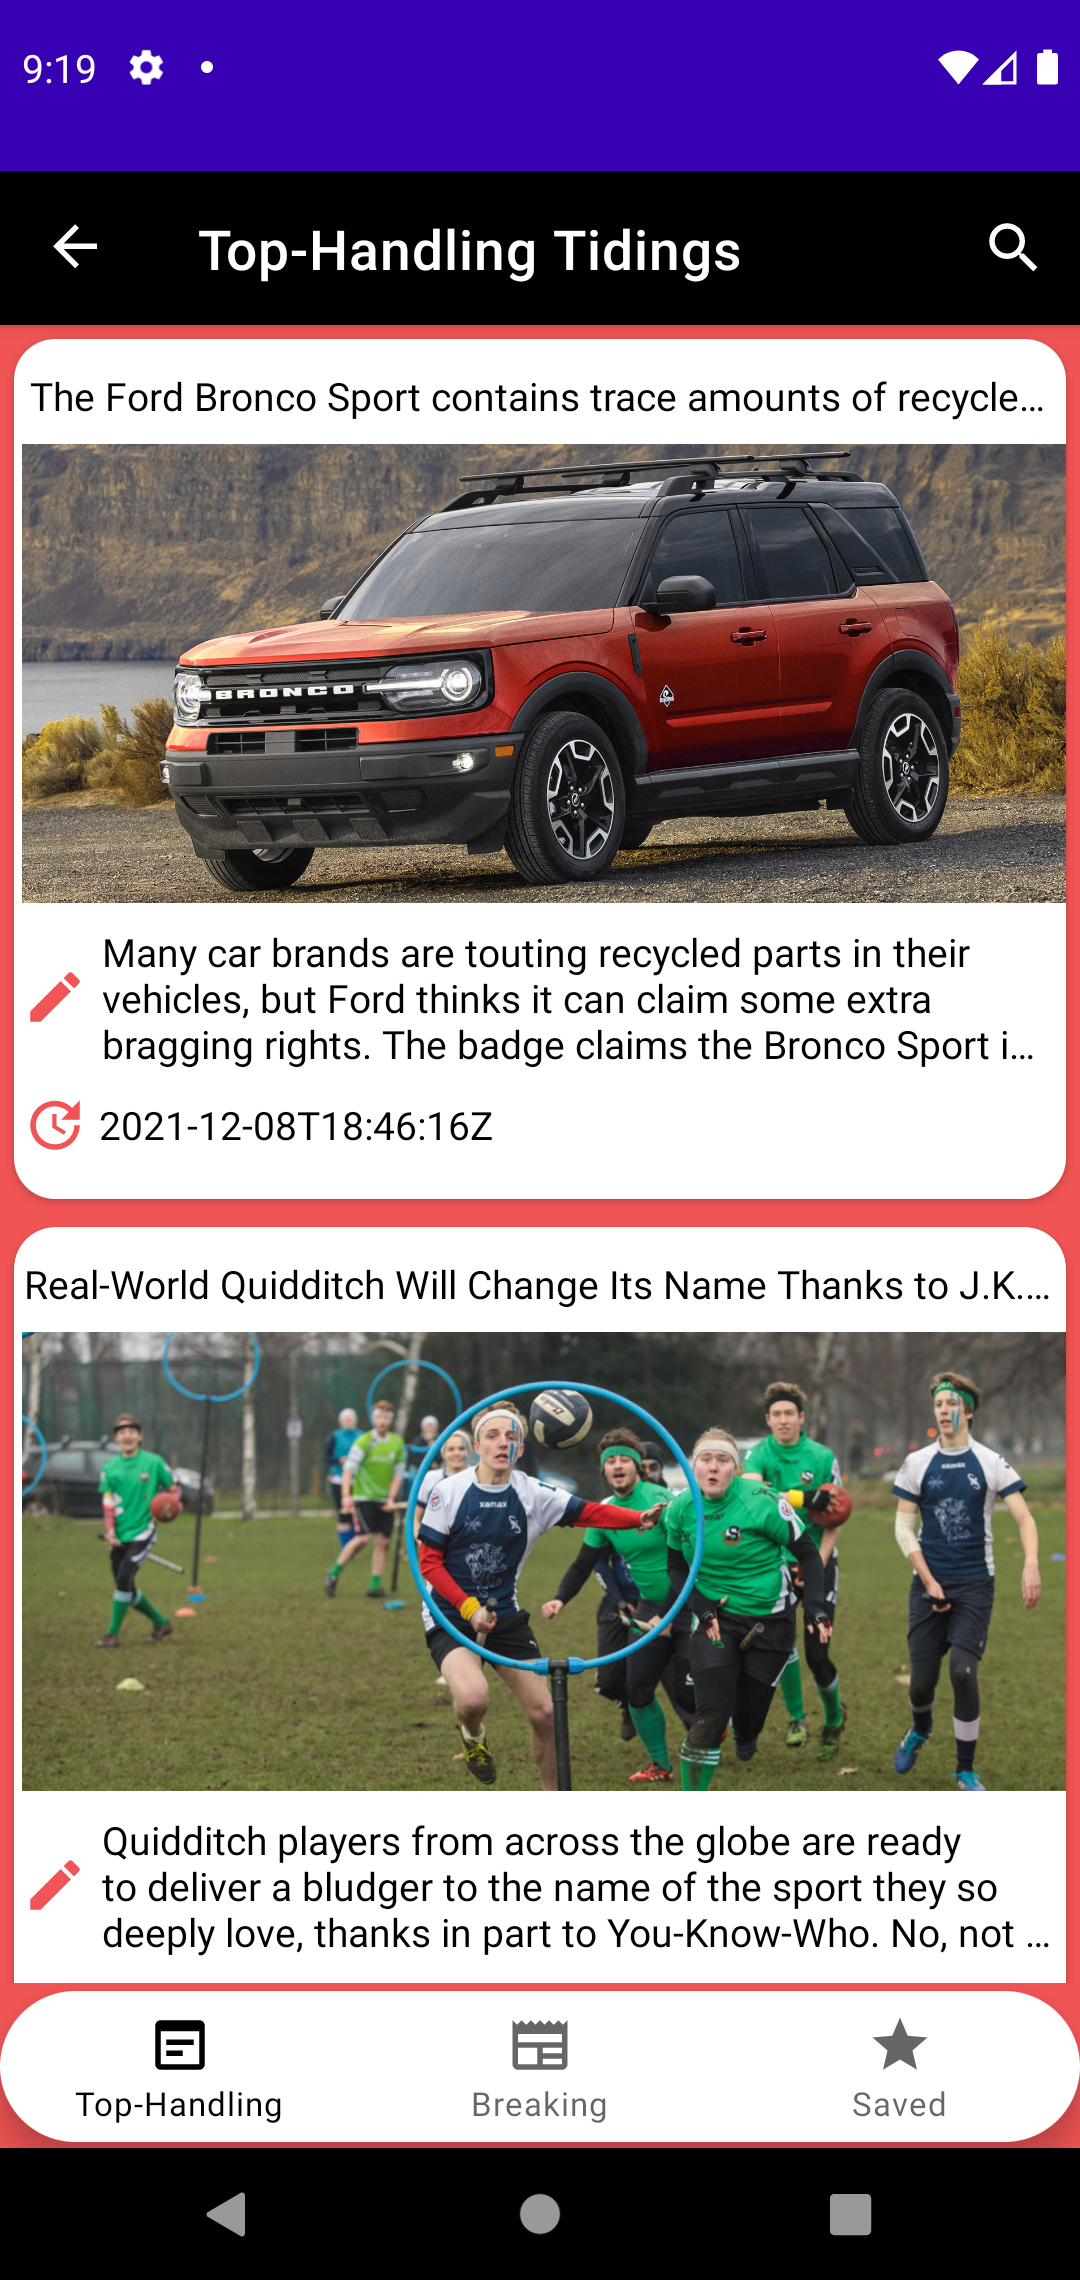 9:19
Top-Handling Tidings
The Ford Bronco Sport contains trace amounts of recycle...
BRONCO
Many car brands are touting recycled parts in their
vehicles, but Ford thinks it can claim some extra
bragging rights. The badge claims the Bronco Sport i...
2021-12-08T18:46:16Z
Real-World Quidditch Will Change Its Name Thanks to J.K....
xamax
xamax
Quidditch players from across the globe are ready
to deliver a bludger to the name of the sport they so
deeply love, thanks in part to You-Know-Who. No, not ...
Top-Handling
Breaking
Saved